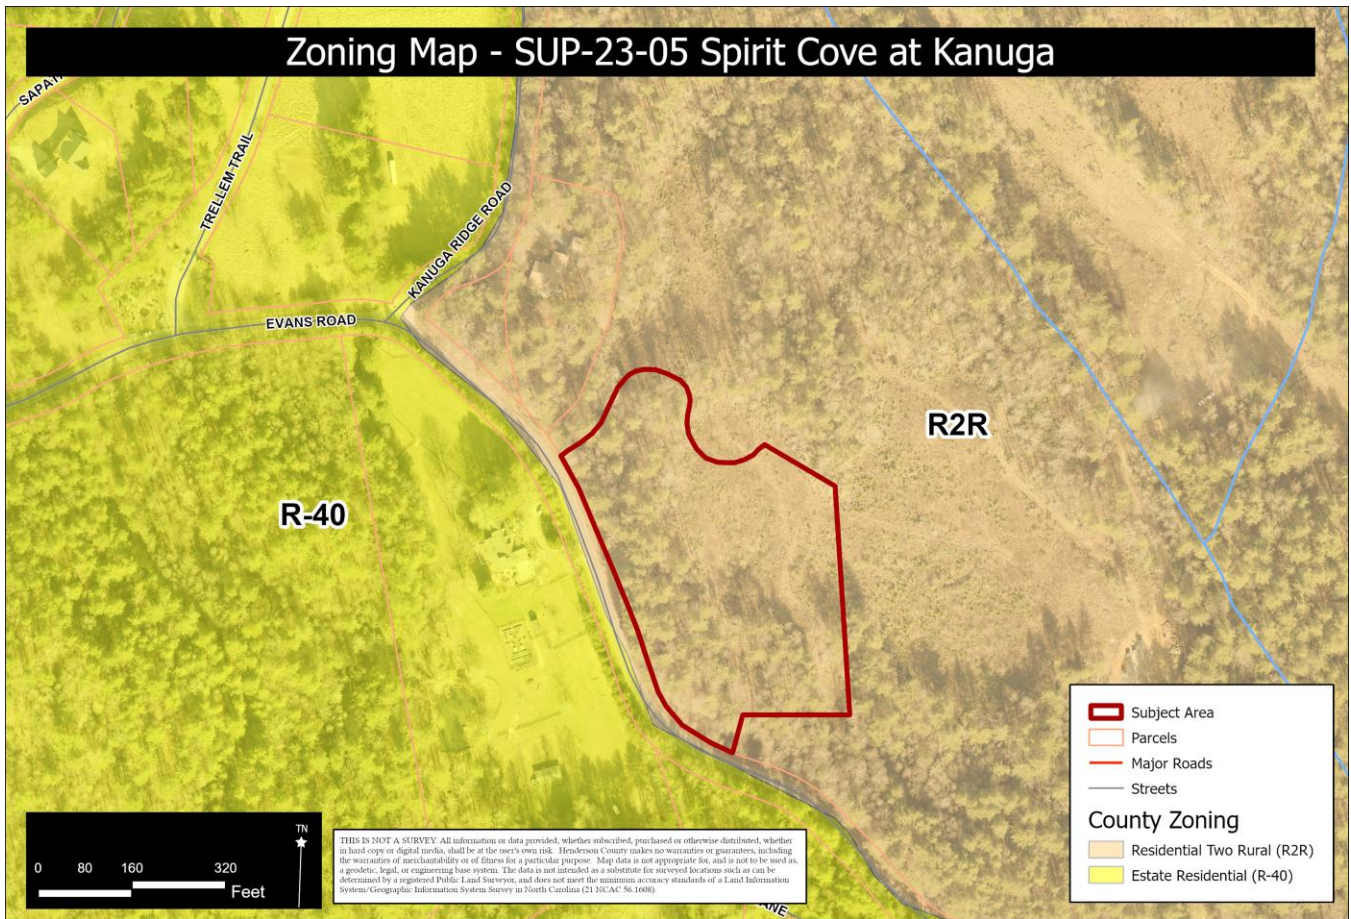 Zoning Map - SUP-23-05 Spirit Cove at Kanuga
TRELLEM TRAIL
KANUGA RIDGE ROAD
EVANS ROAD
R2R
R-40
Subject Area
Parcels
Major Roads
Streets
County Zoning
Residential Two Rural (R2R)
Estate Residential (R-40)
TN
0 80 160 320
Feet
THIS IS NOT A SURVEY. All information or data provided, whether subscribed, purchased or otherwise distributed, whether
in hard copy or digital media, shall be at the user's own risk. Henderson County makes no warranties or guarantees, including
the warranties of merchantability or of fitness for a particular purpose. Map data is not appropriate for, and is not to be used as,
a geodetic, legal, or engineering base system. The data is not intended as a substitute for surveyed locations such as can be
determined by a registered Public Land Surveyor, and does not meet the minimum accuracy standards of a Land Information
System/Geographic Information System Survey in North Carolina (21 NCAC 56.1608).